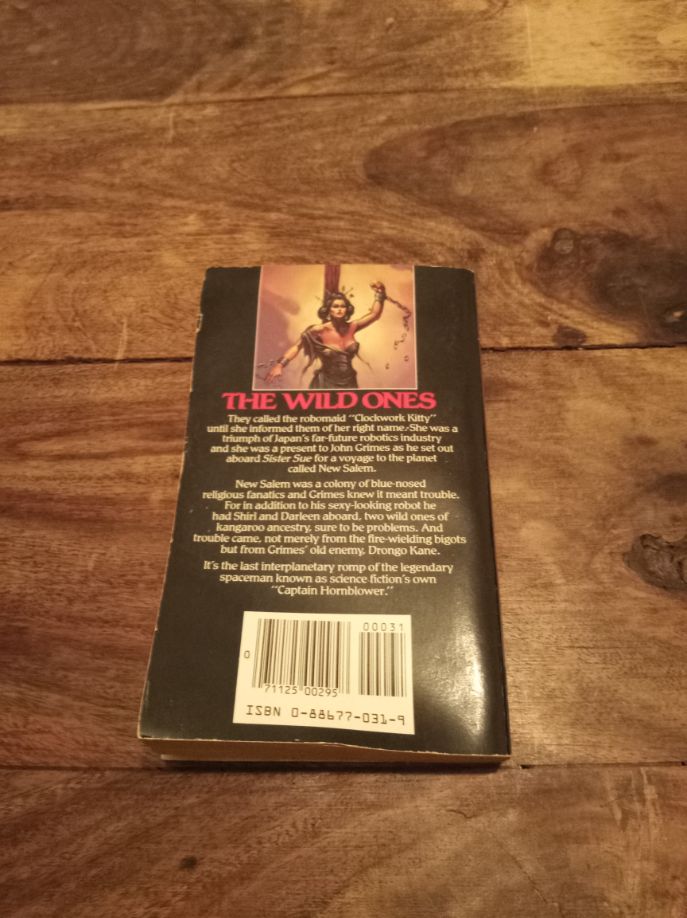 THE WILD ONES
They called the robomaid "Clockwork Kitty"
until she informed them of her right name. She was a
triumph of Japan's far-future robotics industry
and she was a present to John Grimes as he set out
aboard Sister Sue for a voyage to the planet
called New Salem.
New Salem was a colony of blue-nosed
religious fanatics and Grimes knew it meant trouble.
For in addition to his sexy-looking robot he
had Shirl and Darleen aboard, two wild ones of
kangaroo ancestry, sure to be problems. And
trouble came, not merely from the fire-wielding bigots
but from Grimes' old enemy, Drongo Kane.
It's the last interplanetary romp of the legendary
spaceman known as science fiction's own
"Captain Hornblower."
00031
0
71125 00295
ISBN 0-88677-031-9